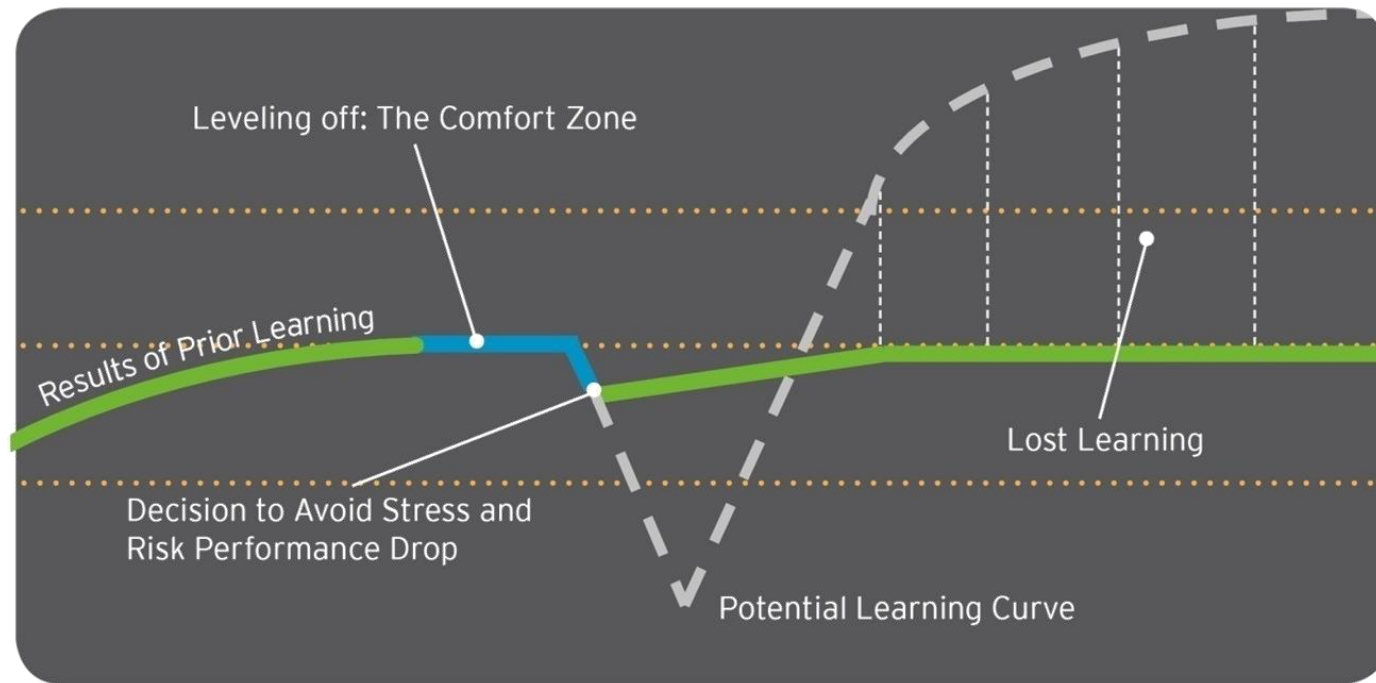 Leveling off: The Comfort Zone
Results of Prior Learning
Lost Learning
Decision to Avoid Stress and
Risk Performance Drop
Potential Learning Curve